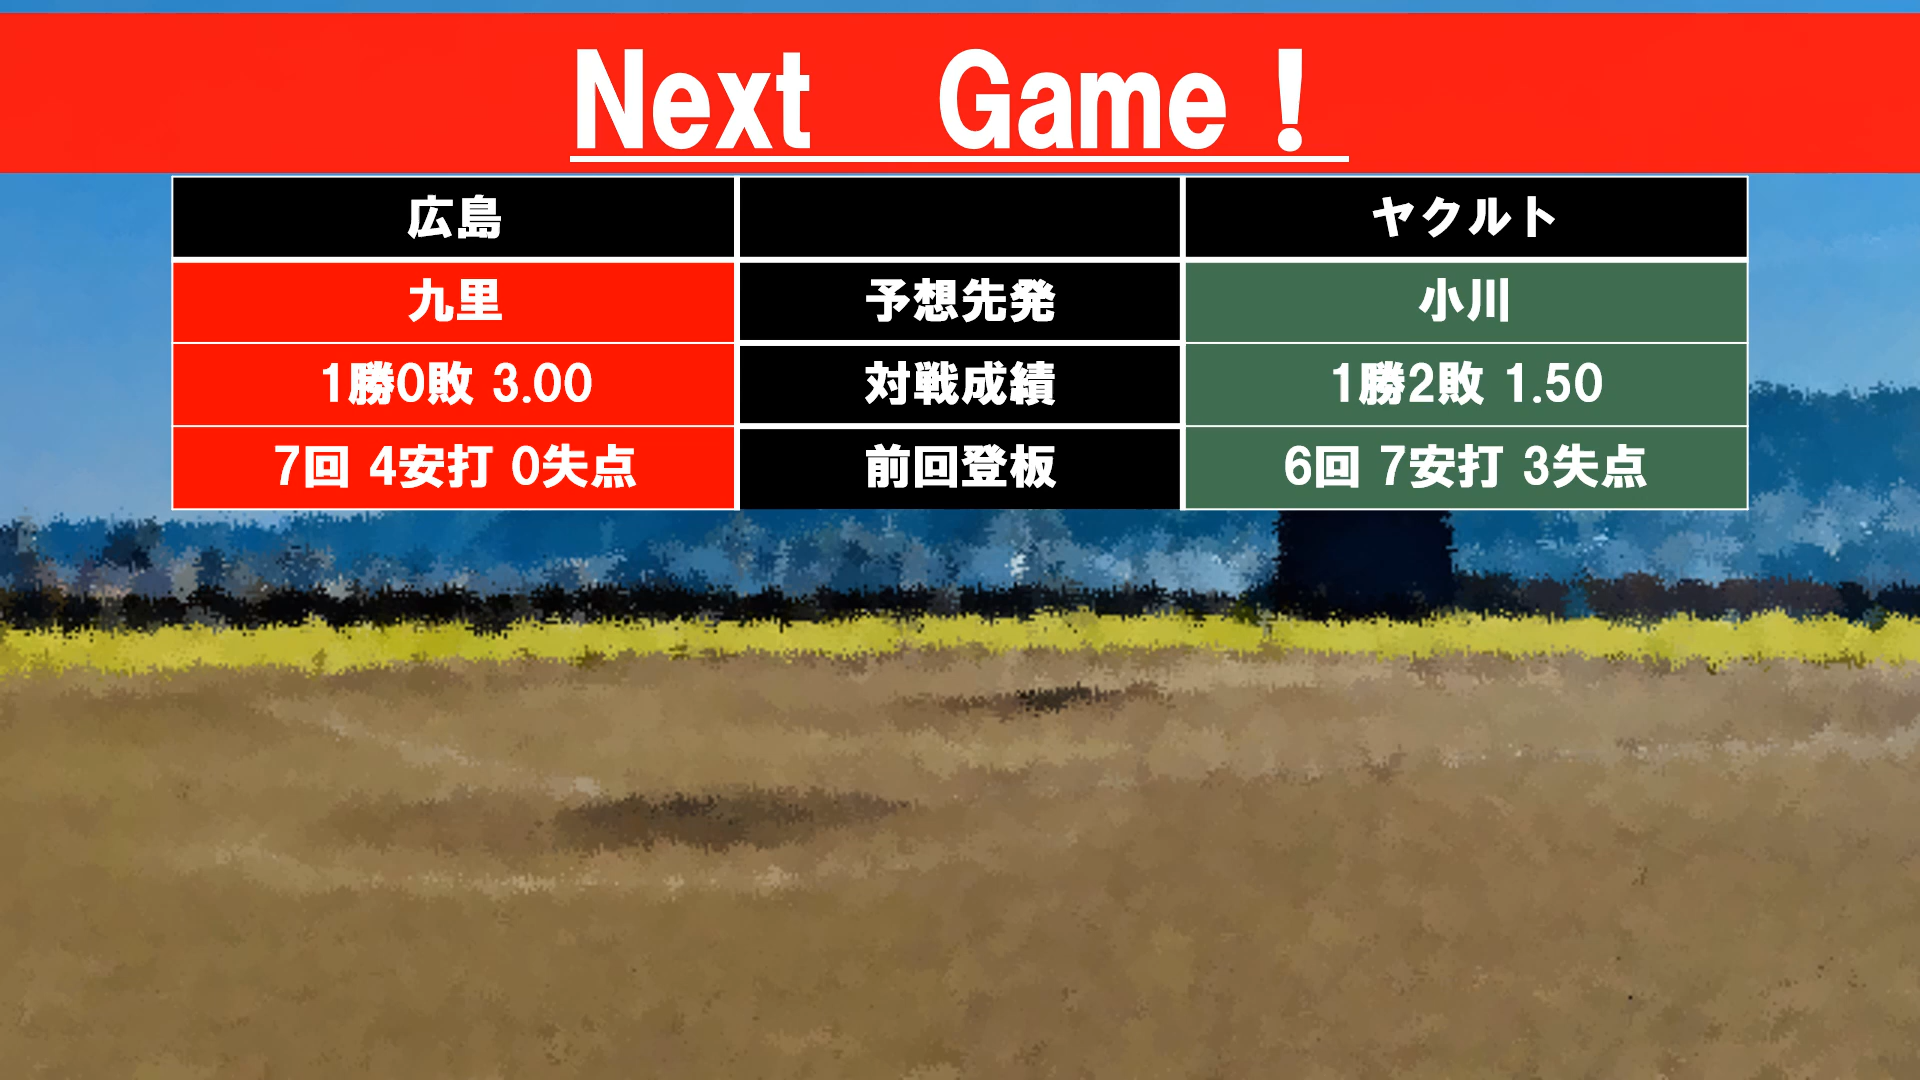 Next Game！
広島 ヤクルト
九里 予想先発 小川
1勝0敗 3.00 対戦成績 1勝2敗 1.50
7回 4安打 0失点 前回登板 6回 7安打 3失点